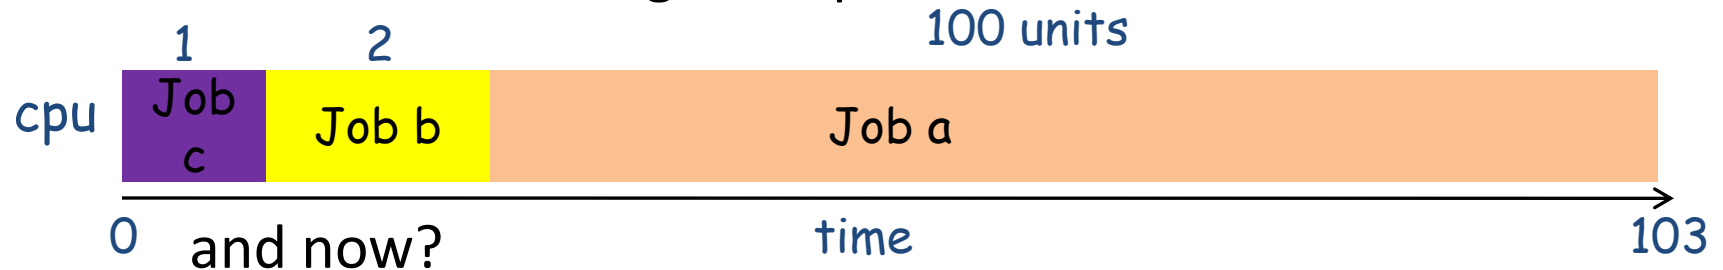 1 2 100 units
cpu Job c Job b Job a
0 time 103
and now?